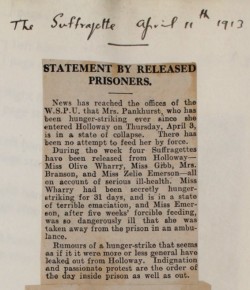 The Suffragette April 11th 1913
STATEMENT BY RELEASED
PRISONERS.
News has reached the offices of the
W.S.P.U. that Mrs. Pankhurst, who has
been hunger-striking ever since she
entered Holloway on Thursday, April 3,
is in a state of collapse. There has
been no attempt to feed her by force.
During the week four Suffragettes
have been released from Holloway—
Miss Olive Wharry, Miss Gibb, Mrs.
Branson, and Miss Zelie Emerson—all
on account of serious ill-health. Miss
Wharry had been secretly hunger-
striking for 31 days, and is in a state
of terrible emaciation, and Miss Emer-
son, after five weeks' forcible feeding,
was so dangerously ill that she was
taken away from the prison in an ambu-
lance.
Rumours of a hunger-strike that seems
as if it were more or less general have
leaked out from Holloway. Indignation
and passionate protest are the order of
the day inside prison as well as out.